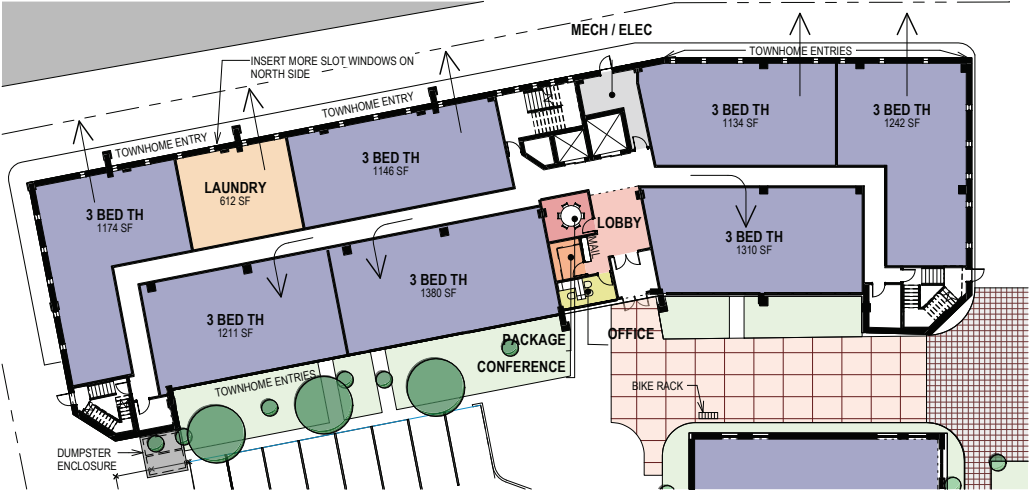 MECH / ELEC
INSERT MORE SLOT WINDOWS ON
NORTH SIDE
TOWNHOME ENTRIES
TOWNHOME ENTRY
TOWNHOME ENTRY
3 BED TH
1134 SF
3 BED TH
1242 SF
3 BED TH
1146 SF
LAUNDRY
612 SF
3 BED TH
1174 SF
LOBBY
MAIL
3 BED TH
1310 SF
3 BED TH
1380 SF
3 BED TH
1211 SF
PACKAGE
OFFICE
CONFERENCE
TOWNHOME ENTRIES
BIKE RACK
DUMPSTER
ENCLOSURE